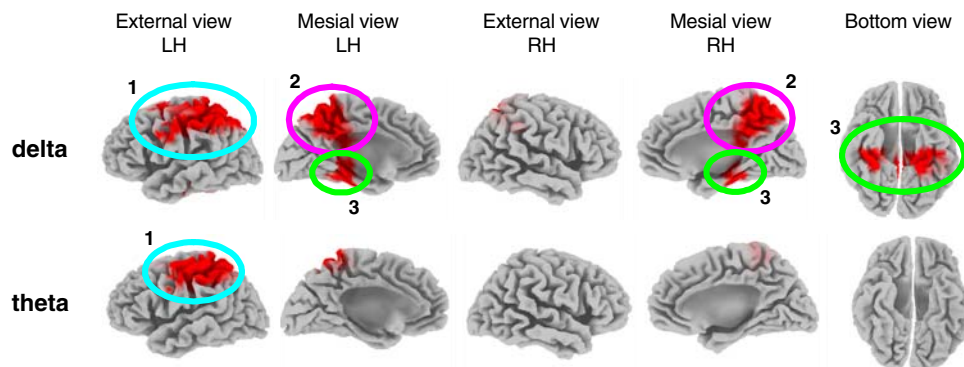 External view Mesial view External view Mesial view Bottom view
LH LH RH RH
1 2 2
3
delta
3 3
1
theta